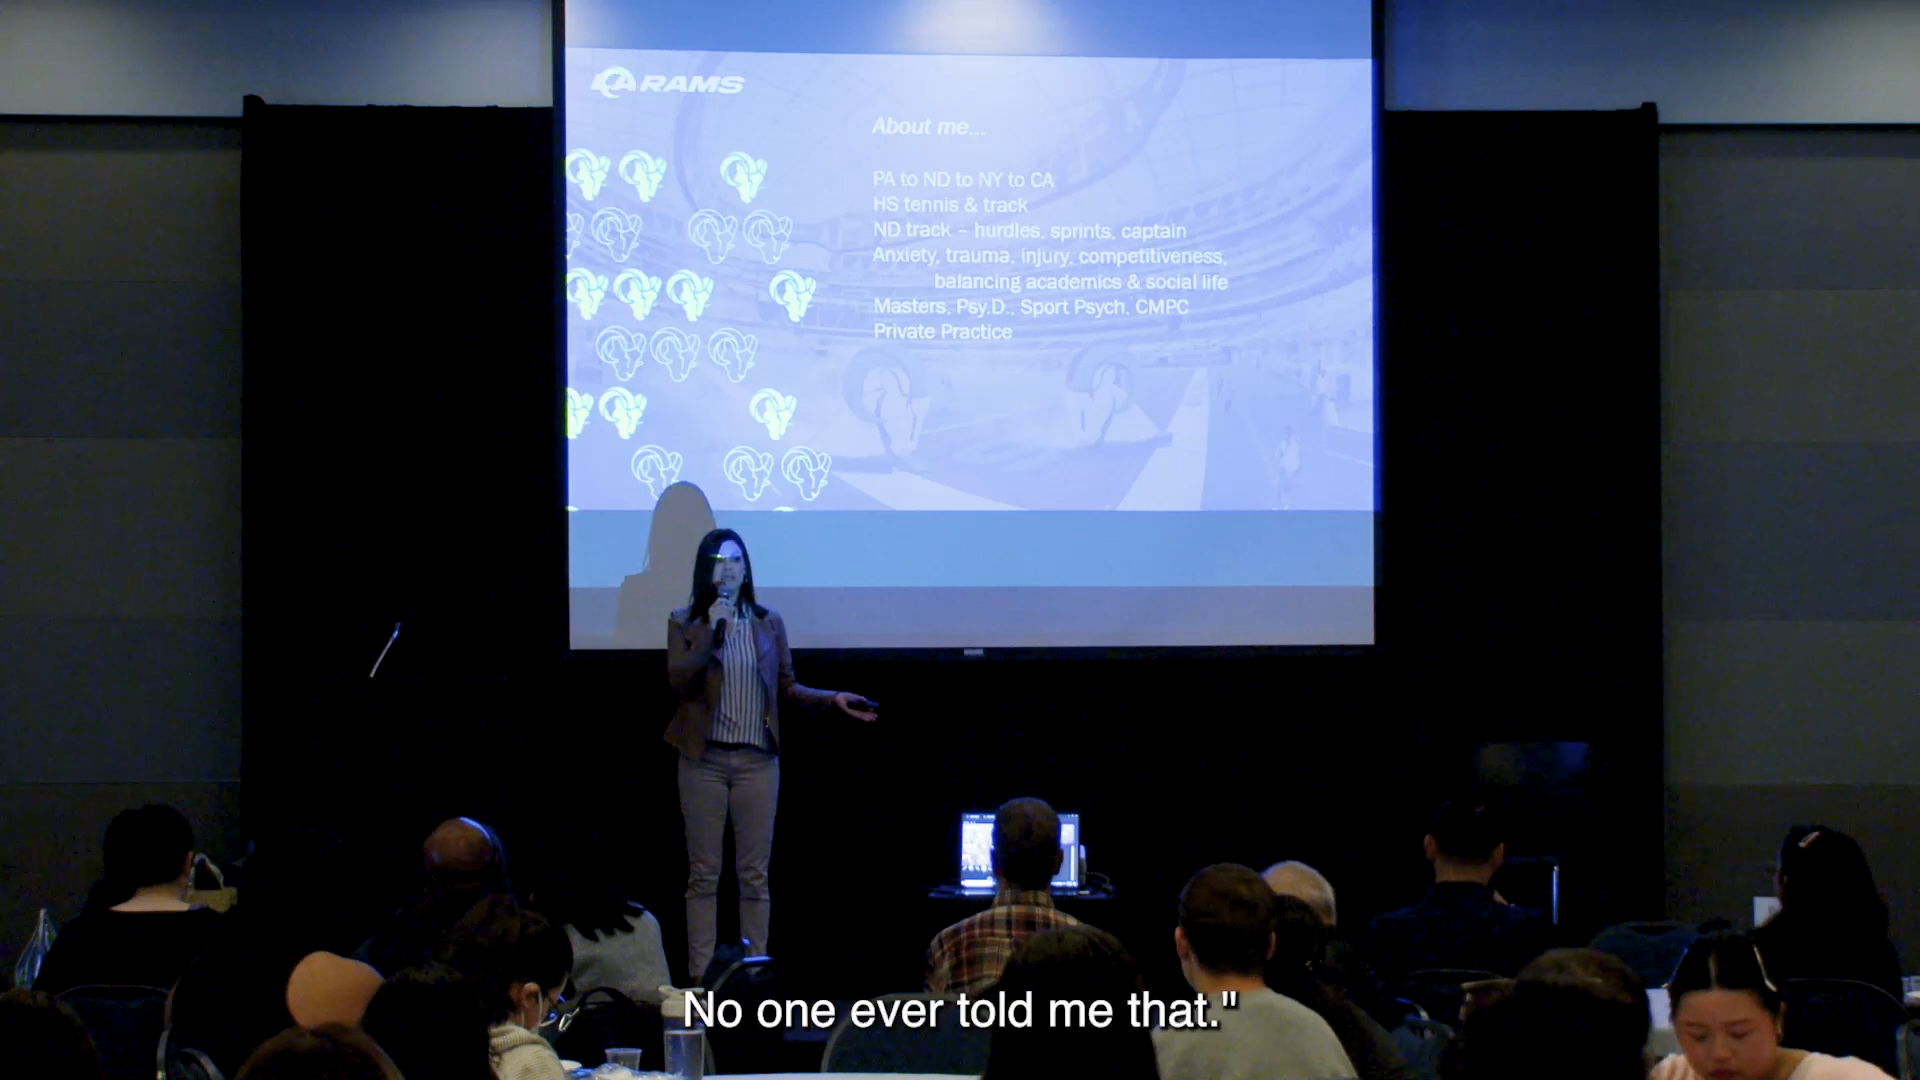 LA RAMS
About me...
PA to ND to NY to CA
HS tennis & track
ND track – hurdles, sprints, captain
Anxiety, trauma, injury, competitiveness,
balancing academics & social life
Masters, Psy.D., Sport Psych, CMPC
Private Practice
No one ever told me that."